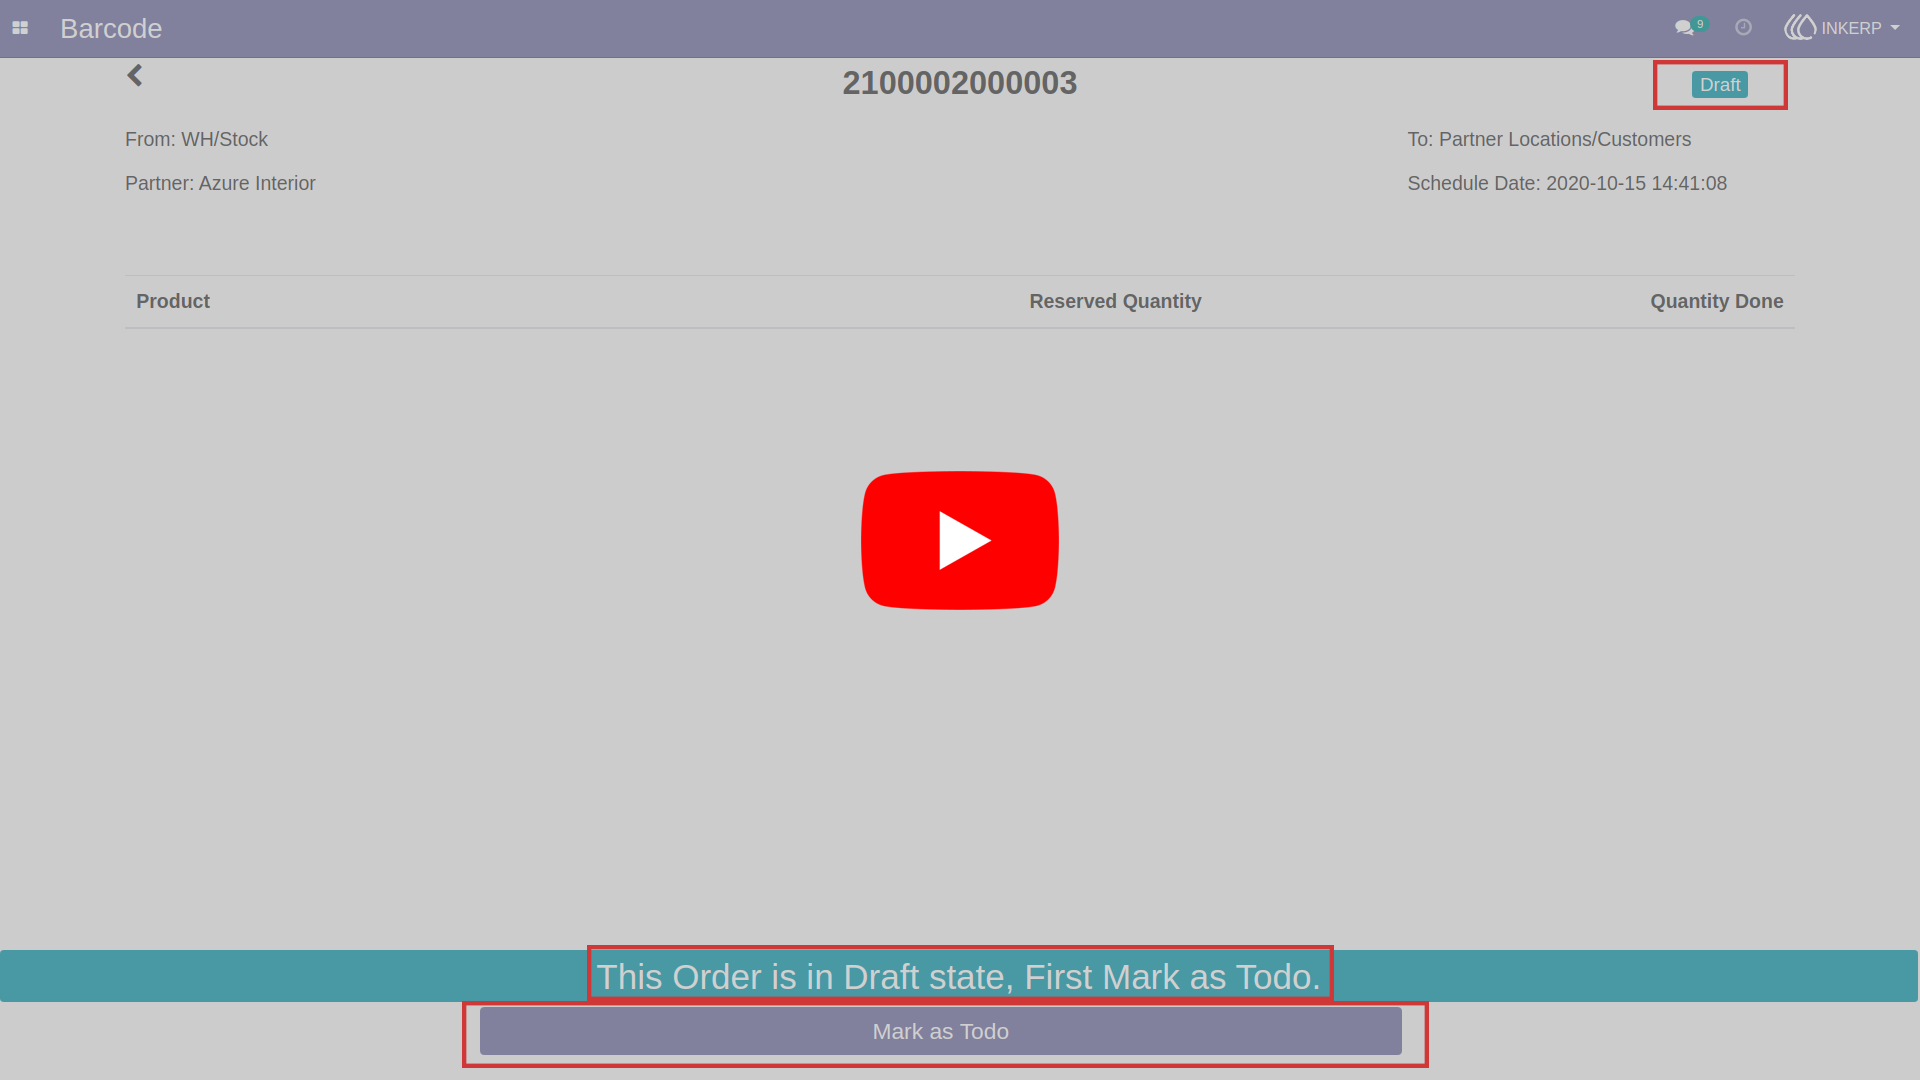 Barcode
9
INKERP
2100002000003
Draft
From: WH/Stock
To: Partner Locations/Customers
Partner: Azure Interior
Schedule Date: 2020-10-15 14:41:08
Product
Reserved Quantity
Quantity Done
This Order is in Draft state, First Mark as Todo.
Mark as Todo